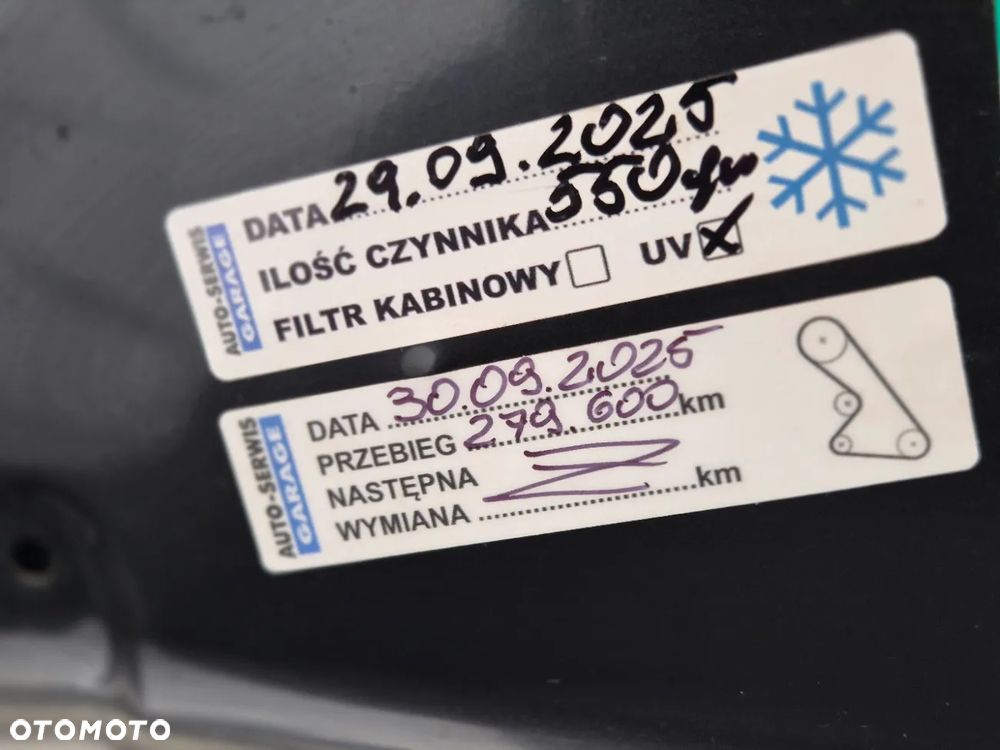 AUTO-SERWIS
GARAGE
DATA 29.09.2025
ILOŚĆ CZYNNIKA 550
FILTR KABINOWY UV
AUTO-SERWIS
GARAGE
DATA 30.09.2025
PRZEBIEG 279.600 km
NASTĘPNA
WYMIANA km
OTOMOTO